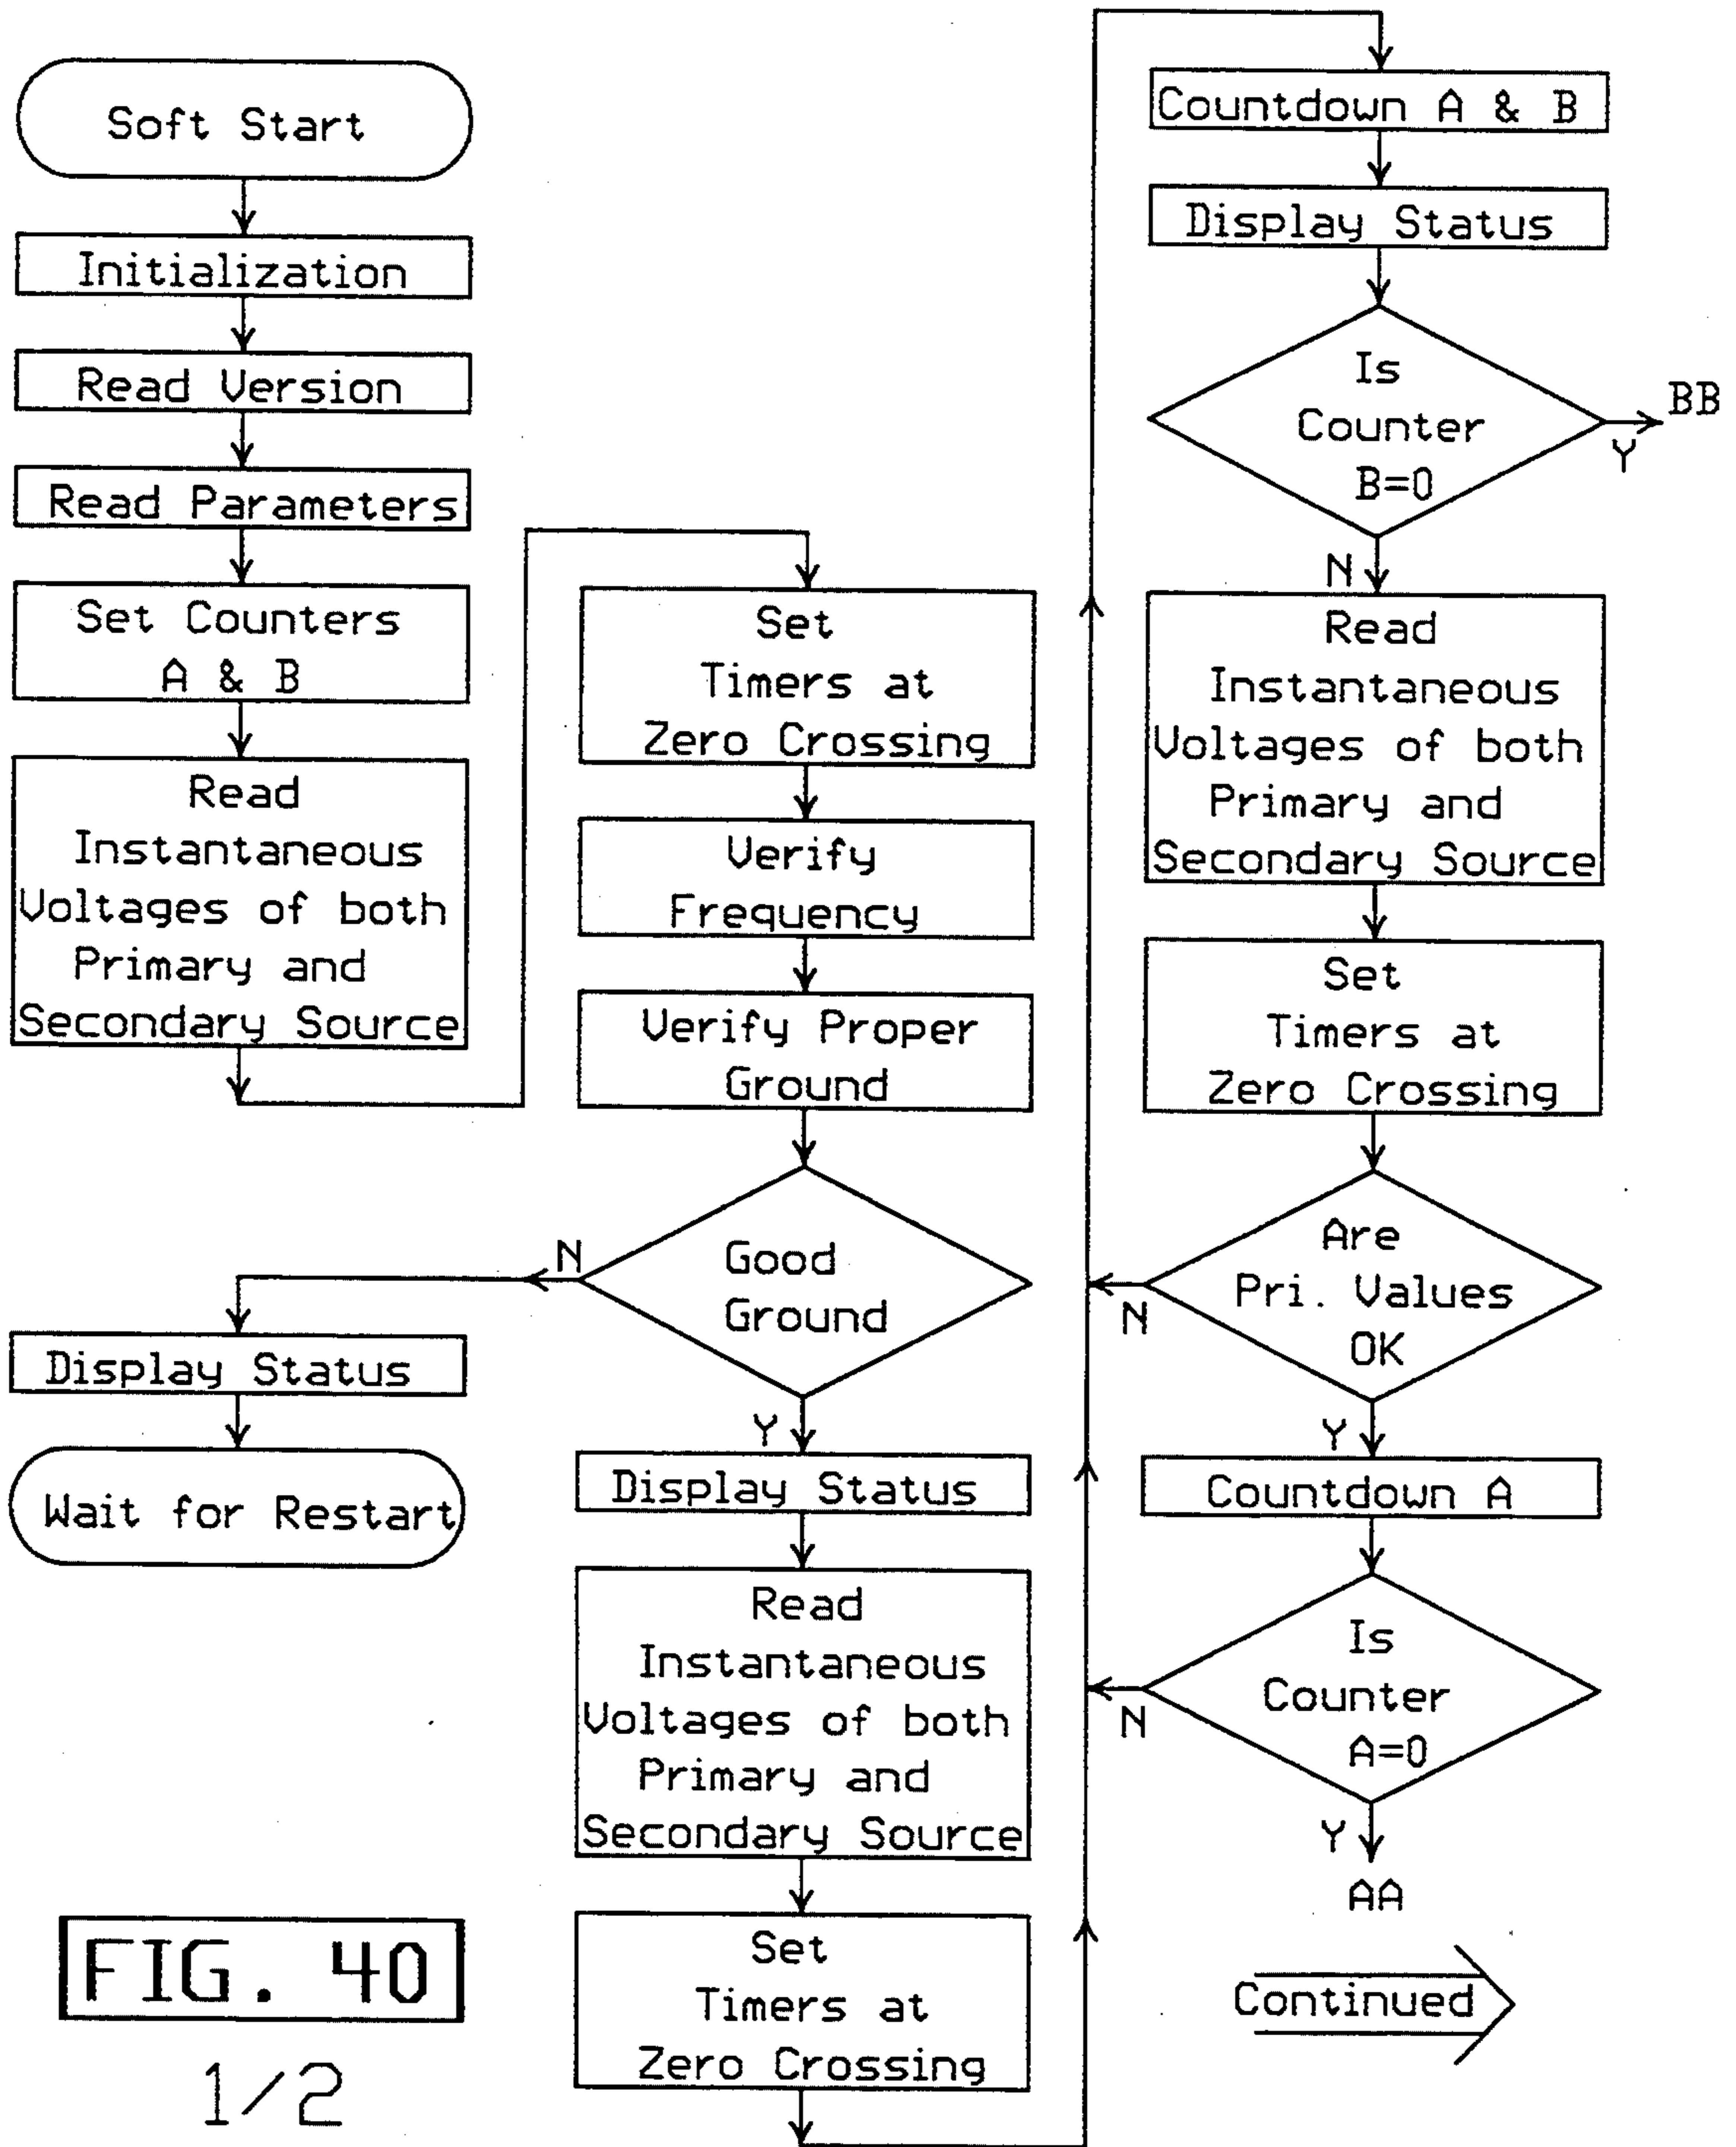 Soft Start
Initialization
Read Version
Read Parameters
Set Counters
A & B
Read
Instantaneous
Voltages of both
Primary and
Secondary Source
Set
Timers at
Zero Crossing
Verify
Frequency
Verify Proper
Ground
Good
Ground
N
Display Status
Wait for Restart
Y
Display Status
Read
Instantaneous
Voltages of both
Primary and
Secondary Source
Set
Timers at
Zero Crossing
Countdown A & B
Display Status
Is
Counter
B=0
Y
BB
N
Read
Instantaneous
Voltages of both
Primary and
Secondary Source
Set
Timers at
Zero Crossing
Are
Pri. Values
OK
N
Y
Countdown A
Is
Counter
A=0
N
Y
AA
Continued
FIG. 40
1/2